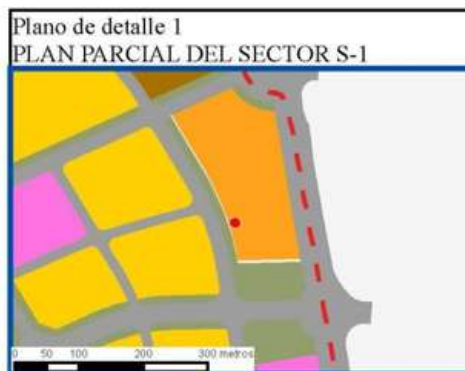 Plano de detalle 1
PLAN PARCIAL DEL SECTOR S-1
0 50 100 200 300 metros